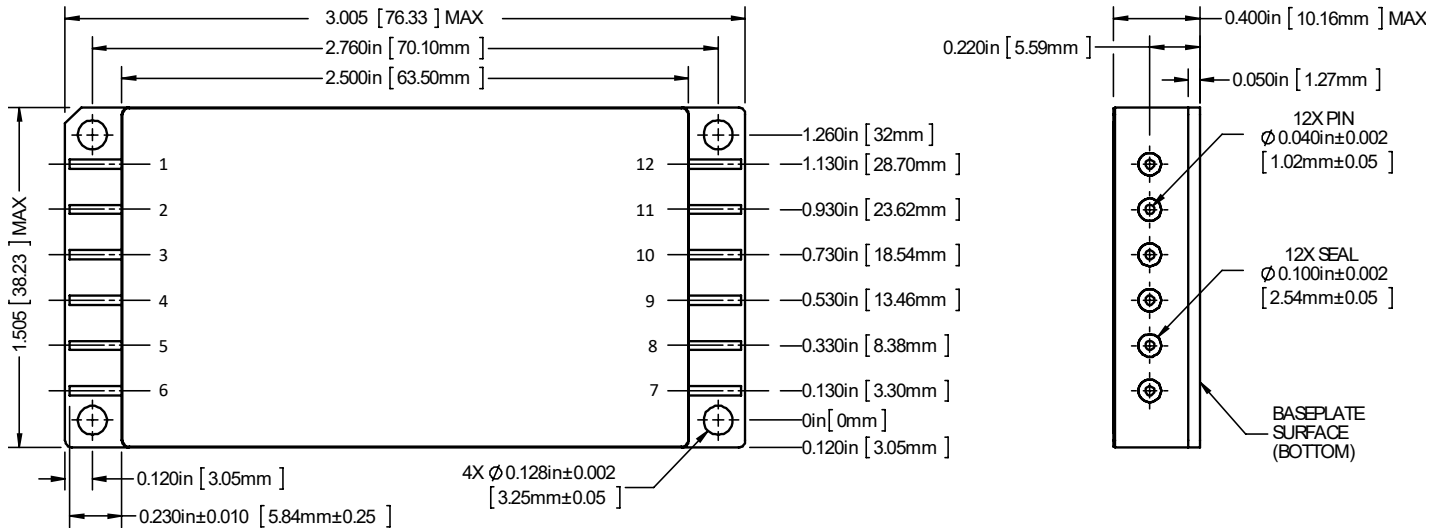 3.005 [76.33] MAX
2.760in [70.10mm]
2.500in [63.50mm]
1.505 [38.23] MAX
1
2
3
4
5
6
12
11
10
9
8
7
1.260in [32mm]
1.130in [28.70mm]
0.930in [23.62mm]
0.730in [18.54mm]
0.530in [13.46mm]
0.330in [8.38mm]
0.130in [3.30mm]
0in [0mm]
0.120in [3.05mm]
0.120in [3.05mm]
0.230in±0.010 [5.84mm±0.25]
4X Ø0.128in±0.002
[3.25mm±0.05]
0.400in [10.16mm] MAX
0.220in [5.59mm]
0.050in [1.27mm]
12X PIN
Ø0.040in±0.002
[1.02mm±0.05]
12X SEAL
Ø0.100in±0.002
[2.54mm±0.05]
BASEPLATE
SURFACE
(BOTTOM)